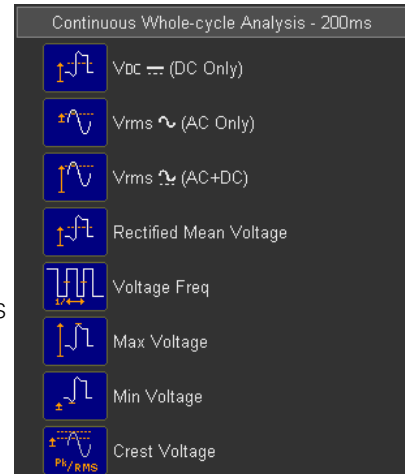 Continuous Whole-cycle Analysis - 200ms
VDC ⎓ (DC Only)
Vrms ∿ (AC Only)
Vrms ⏦ (AC+DC)
Rectified Mean Voltage
1/
Voltage Freq
s
Max Voltage
Min Voltage
Pk/RMS
Crest Voltage